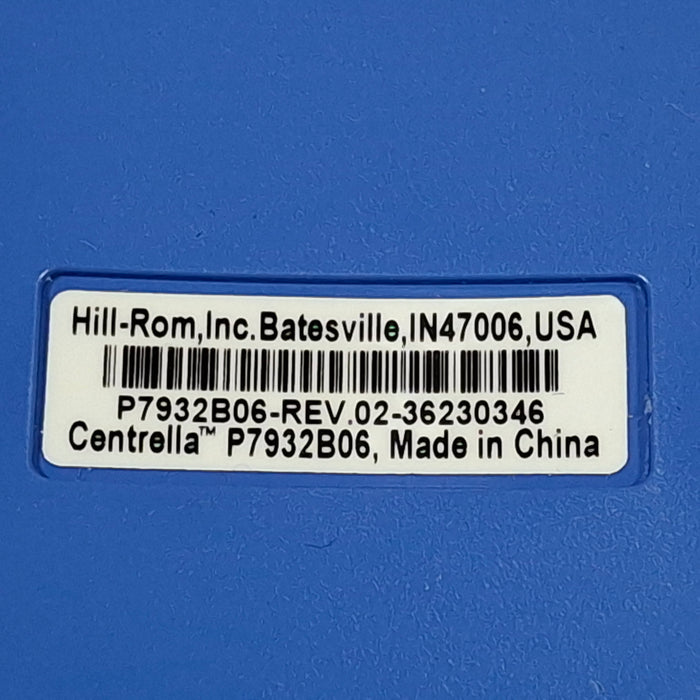 Hill-Rom,Inc.Batesville,IN47006,USA
P7932B06-REV.02-36230346
Centrella™ P7932B06, Made in China